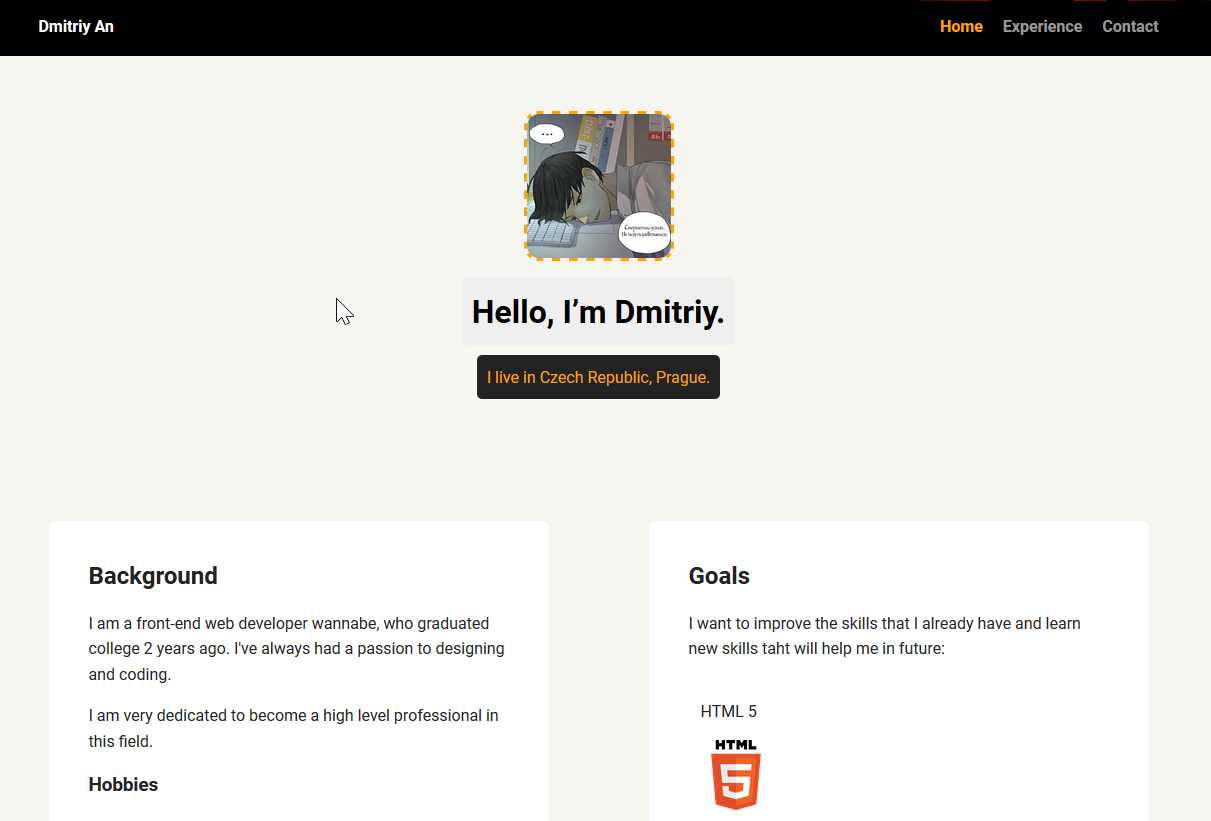 Dmitriy An
Home Experience Contact
...
Hello, I’m Dmitriy.
I live in Czech Republic, Prague.
Background
I am a front-end web developer wannabe, who graduated
college 2 years ago. I've always had a passion to designing
and coding.
I am very dedicated to become a high level professional in
this field.
Hobbies
Goals
I want to improve the skills that I already have and learn
new skills taht will help me in future:
HTML 5
HTML
5